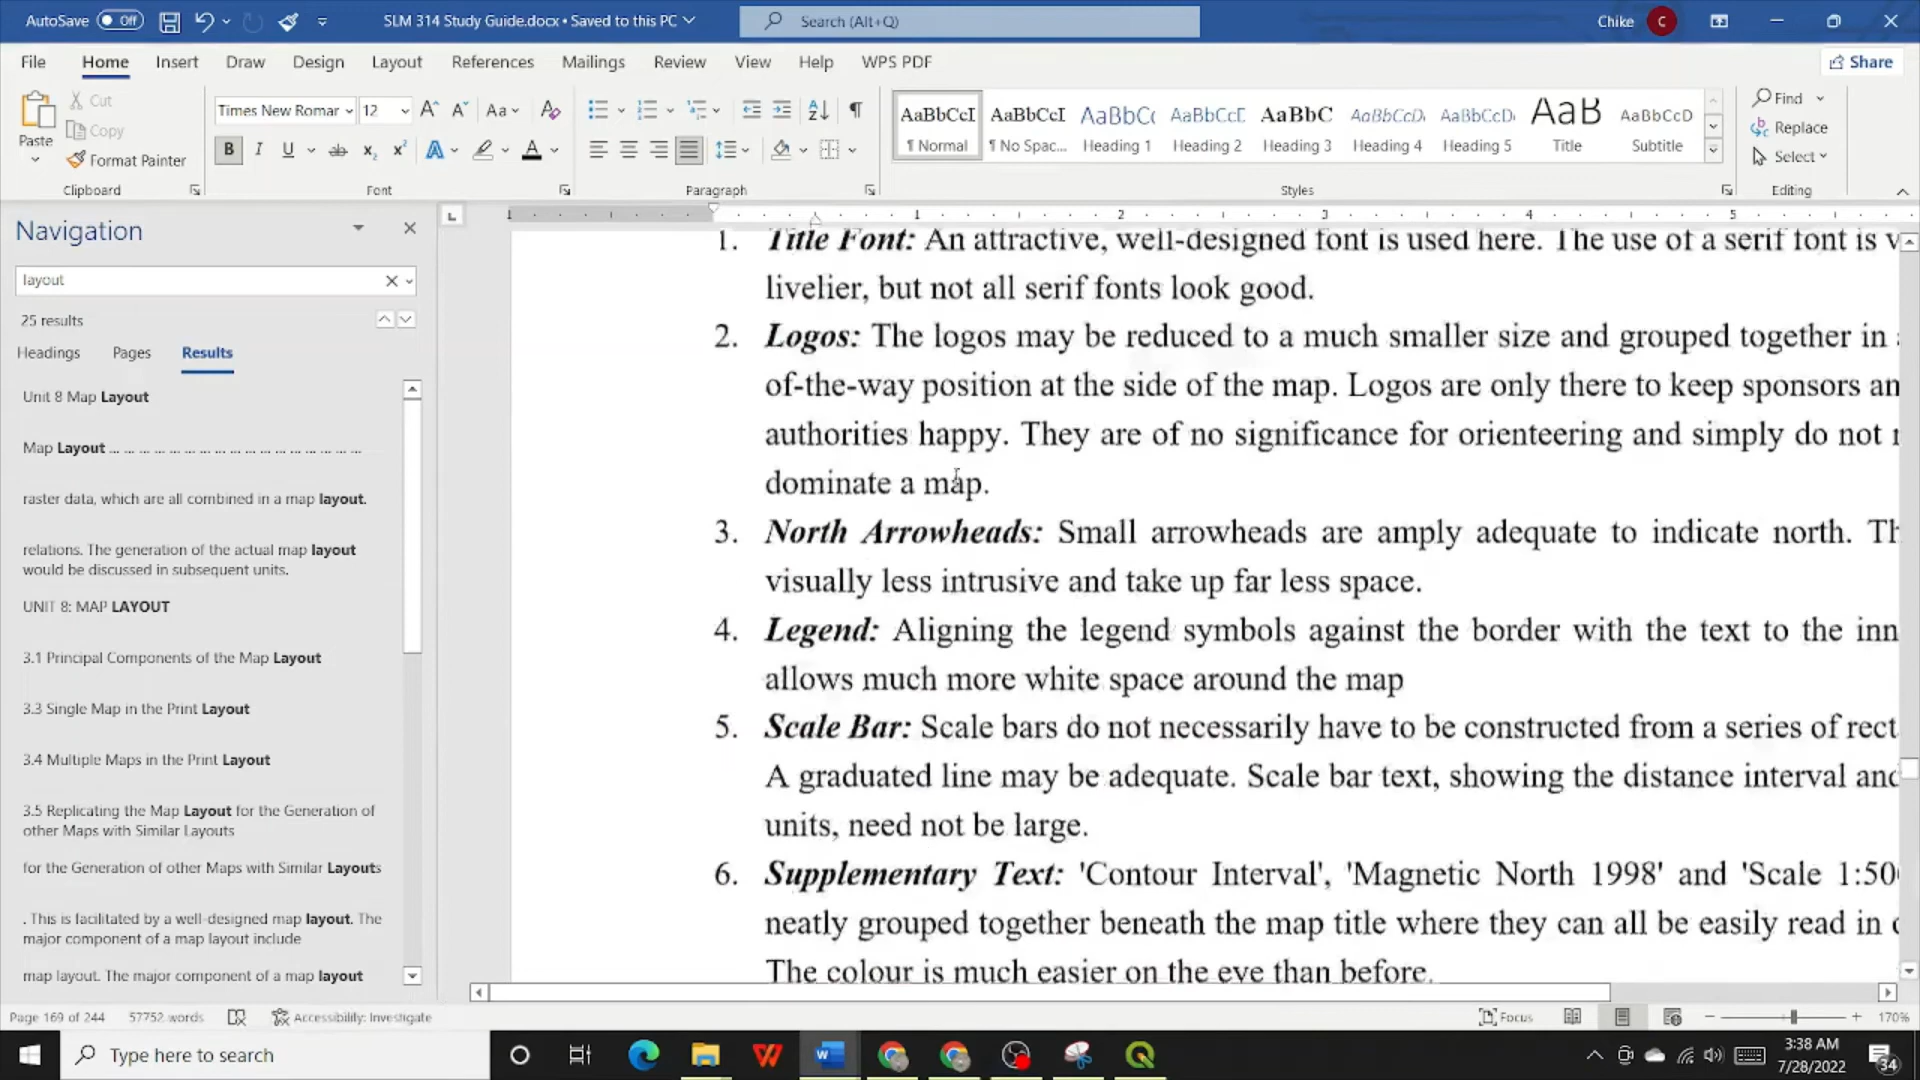 AutoSave Off SLM 314 Study Guide.docx • Saved to this PC Search (Alt+Q) Chike C
File Home Insert Draw Design Layout References Mailings Review View Help WPS PDF Share
Paste Cut Copy Format Painter
Times New Romar 12
AaBbCcI AaBbCcI AaBbC( AaBbCcE AaBbC AaBbCcD. AaBbCcDı AaB AaBbCcD
¶ Normal ¶ No Spac... Heading 1 Heading 2 Heading 3 Heading 4 Heading 5 Title Subtitle
Find Replace Select
Clipboard Font Paragraph Styles Editing
Navigation
layout
25 results
Headings Pages Results
Unit 8 Map Layout
Map Layout
raster data, which are all combined in a map layout.
relations. The generation of the actual map layout
would be discussed in subsequent units.
UNIT 8: MAP LAYOUT
3.1 Principal Components of the Map Layout
3.3 Single Map in the Print Layout
3.4 Multiple Maps in the Print Layout
3.5 Replicating the Map Layout for the Generation of
other Maps with Similar Layouts
for the Generation of other Maps with Similar Layouts
. This is facilitated by a well-designed map layout. The
major component of a map layout include
map layout. The major component of a map layout
1 1 2 3 4 5
1. Title Font: An attractive, well-designed font is used here. The use of a serif font is
livelier, but not all serif fonts look good.
2. Logos: The logos may be reduced to a much smaller size and grouped together in
of-the-way position at the side of the map. Logos are only there to keep sponsors
authorities happy. They are of no significance for orienteering and simply do not
dominate a map.
3. North Arrowheads: Small arrowheads are amply adequate to indicate north.
visually less intrusive and take up far less space.
4. Legend: Aligning the legend symbols against the border with the text to the
allows much more white space around the map
5. Scale Bar: Scale bars do not necessarily have to be constructed from a series of
A graduated line may be adequate. Scale bar text, showing the distance interval
units, need not be large.
6. Supplementary Text: 'Contour Interval', 'Magnetic North 1998' and 'Scale
neatly grouped together beneath the map title where they can all be easily read in
The colour is much easier on the eye than before.
Page 169 of 244 57752 words Accessibility: Investigate Focus 170%
Type here to search 3:38 AM
7/28/2022 34